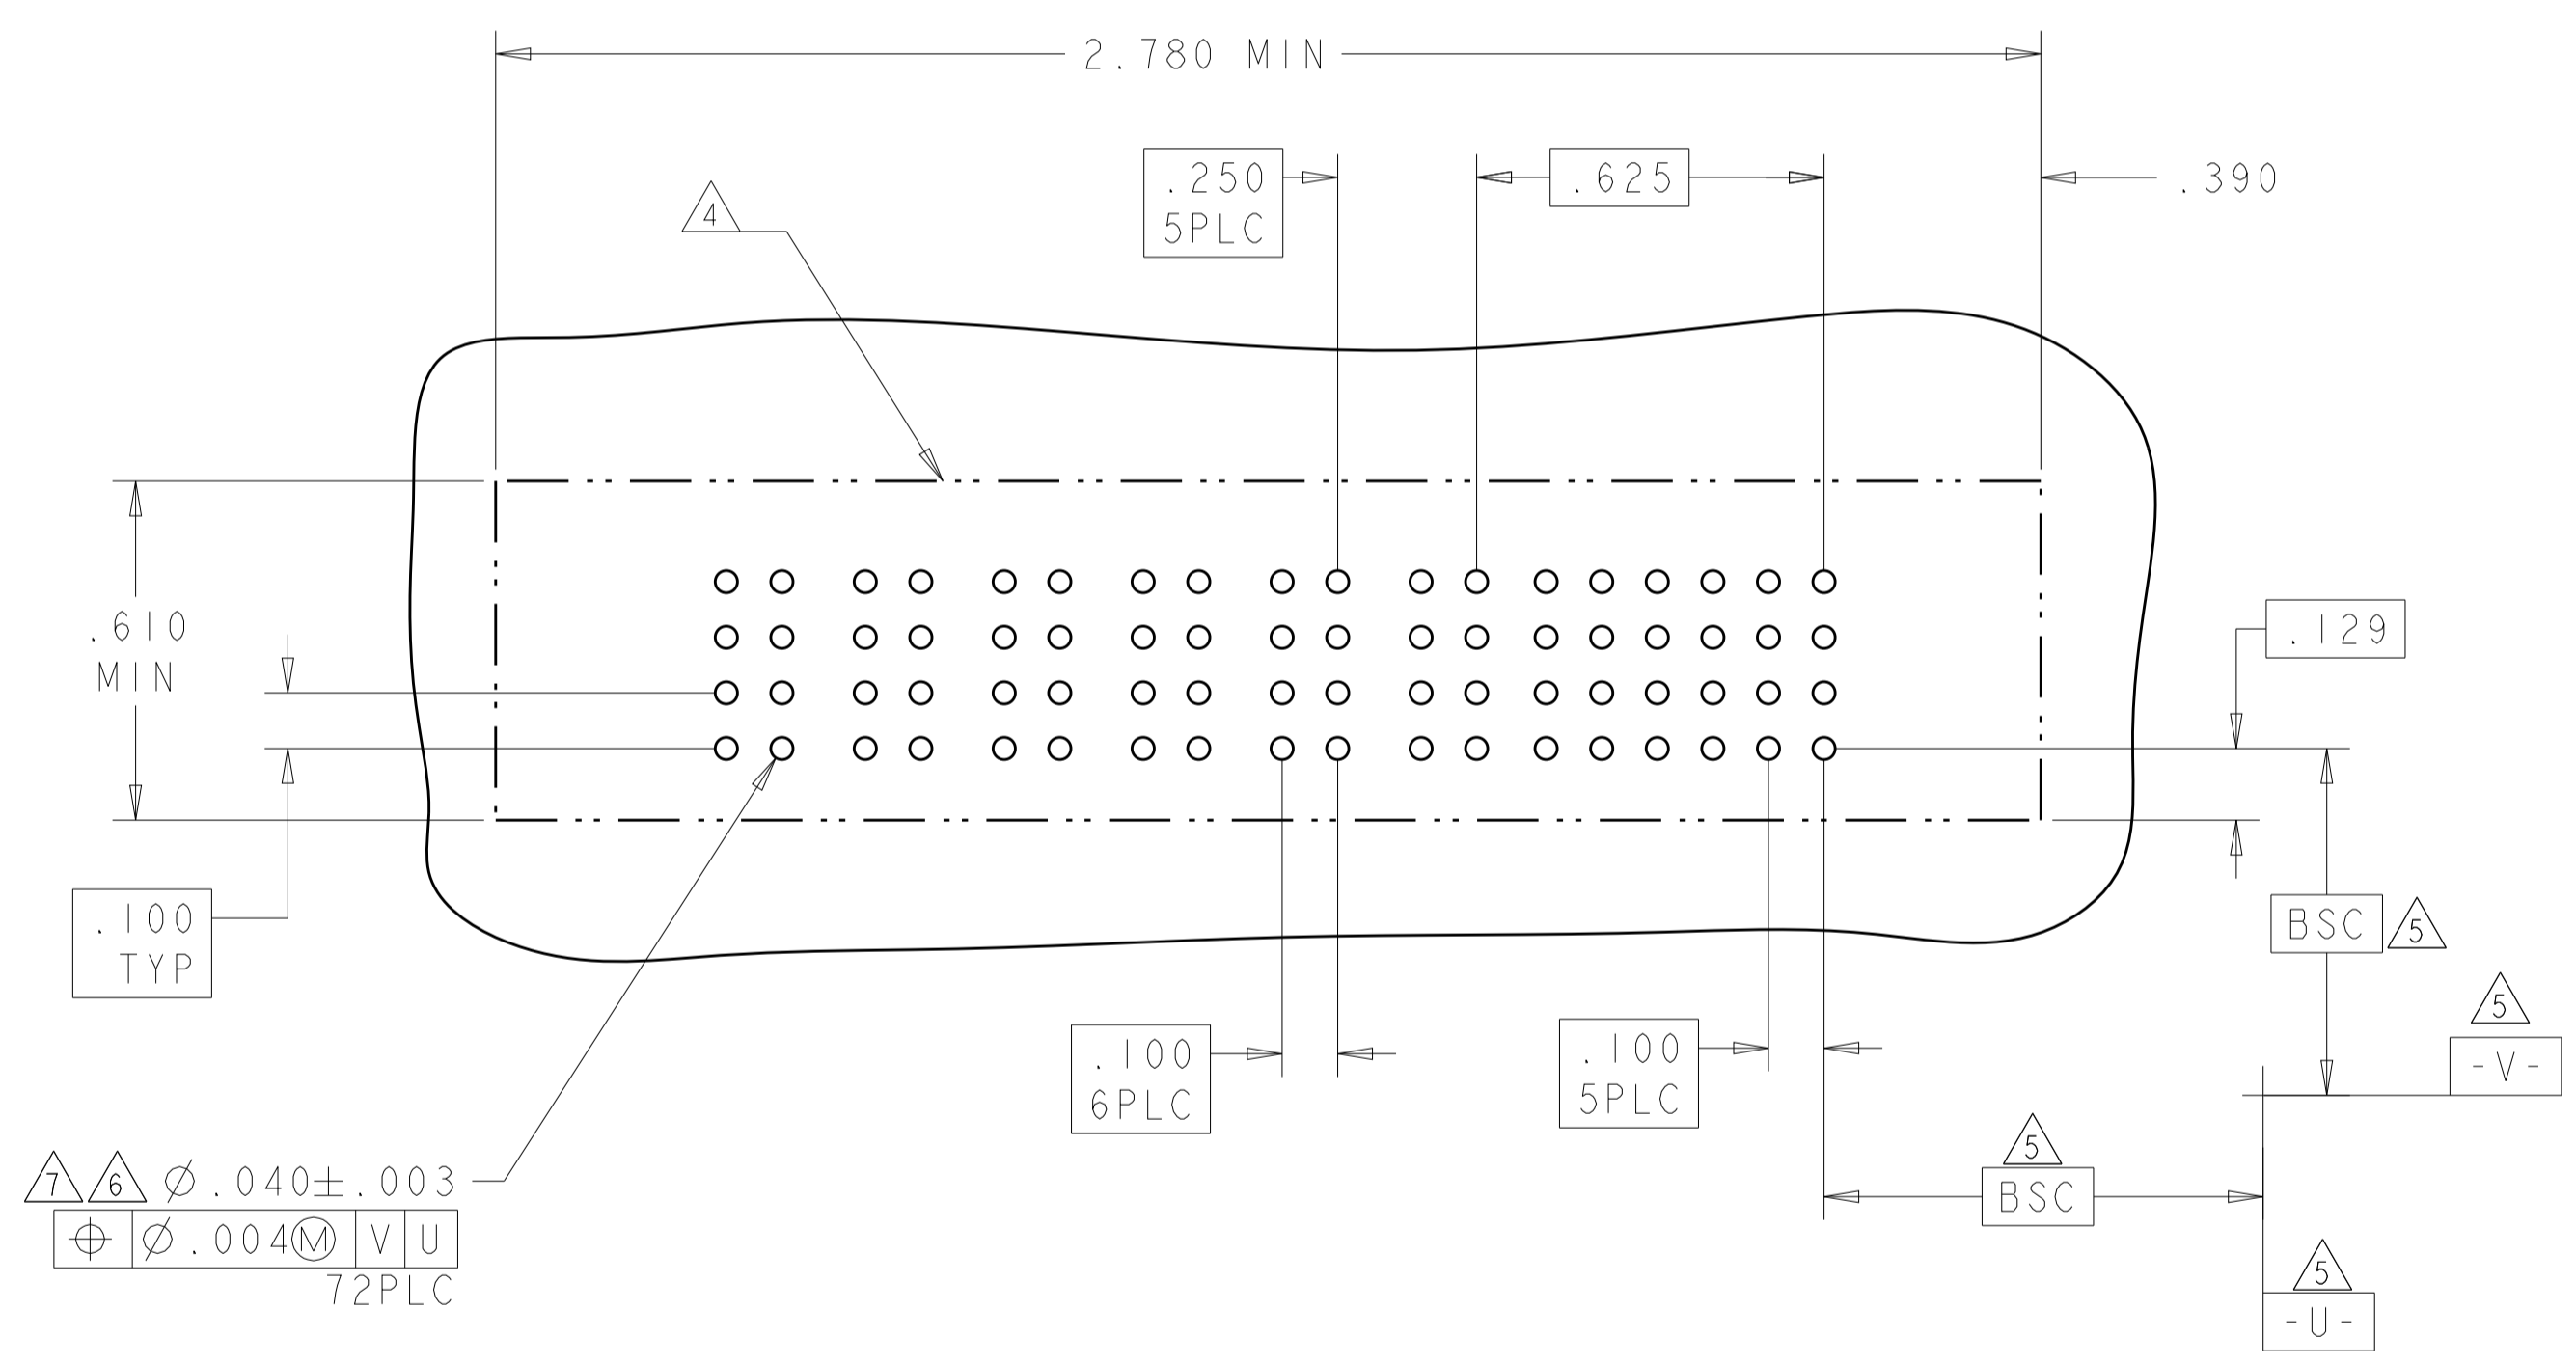 2.780 MIN
.250
5PLC
.625
.390
4
.610
MIN
.129
.100
TYP
BSC 5
5
-V-
.100
6PLC
.100
5PLC
5
BSC
7 6 ⌀.040±.003
⌖ ⌀.004Ⓜ V U
72PLC
5
-U-